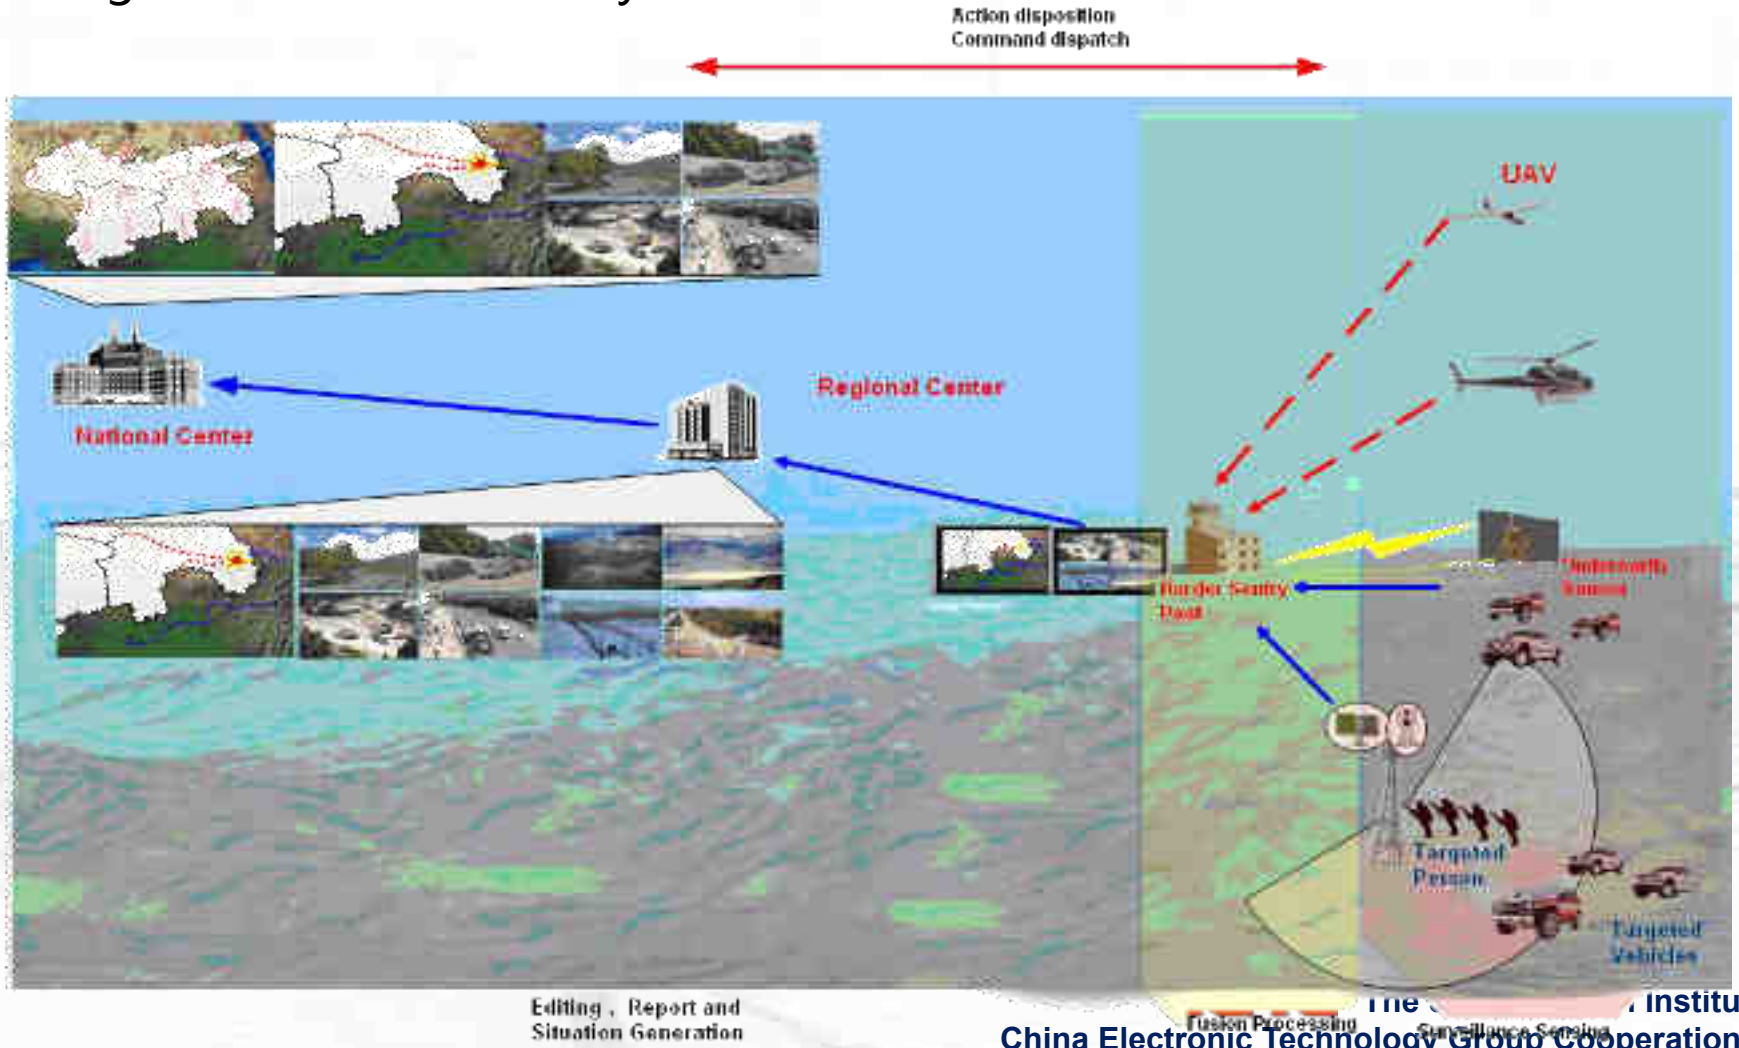 Action disposition
Command dispatch
UAV
Regional Center
National Center
Border Sentry
Post
Targeted
Person
Targeted
Vehicles
Editing , Report and
Situation Generation
Fusion Processing
Surveillance Sensing
The
Institu
China Electronic Technology Group Cooperation